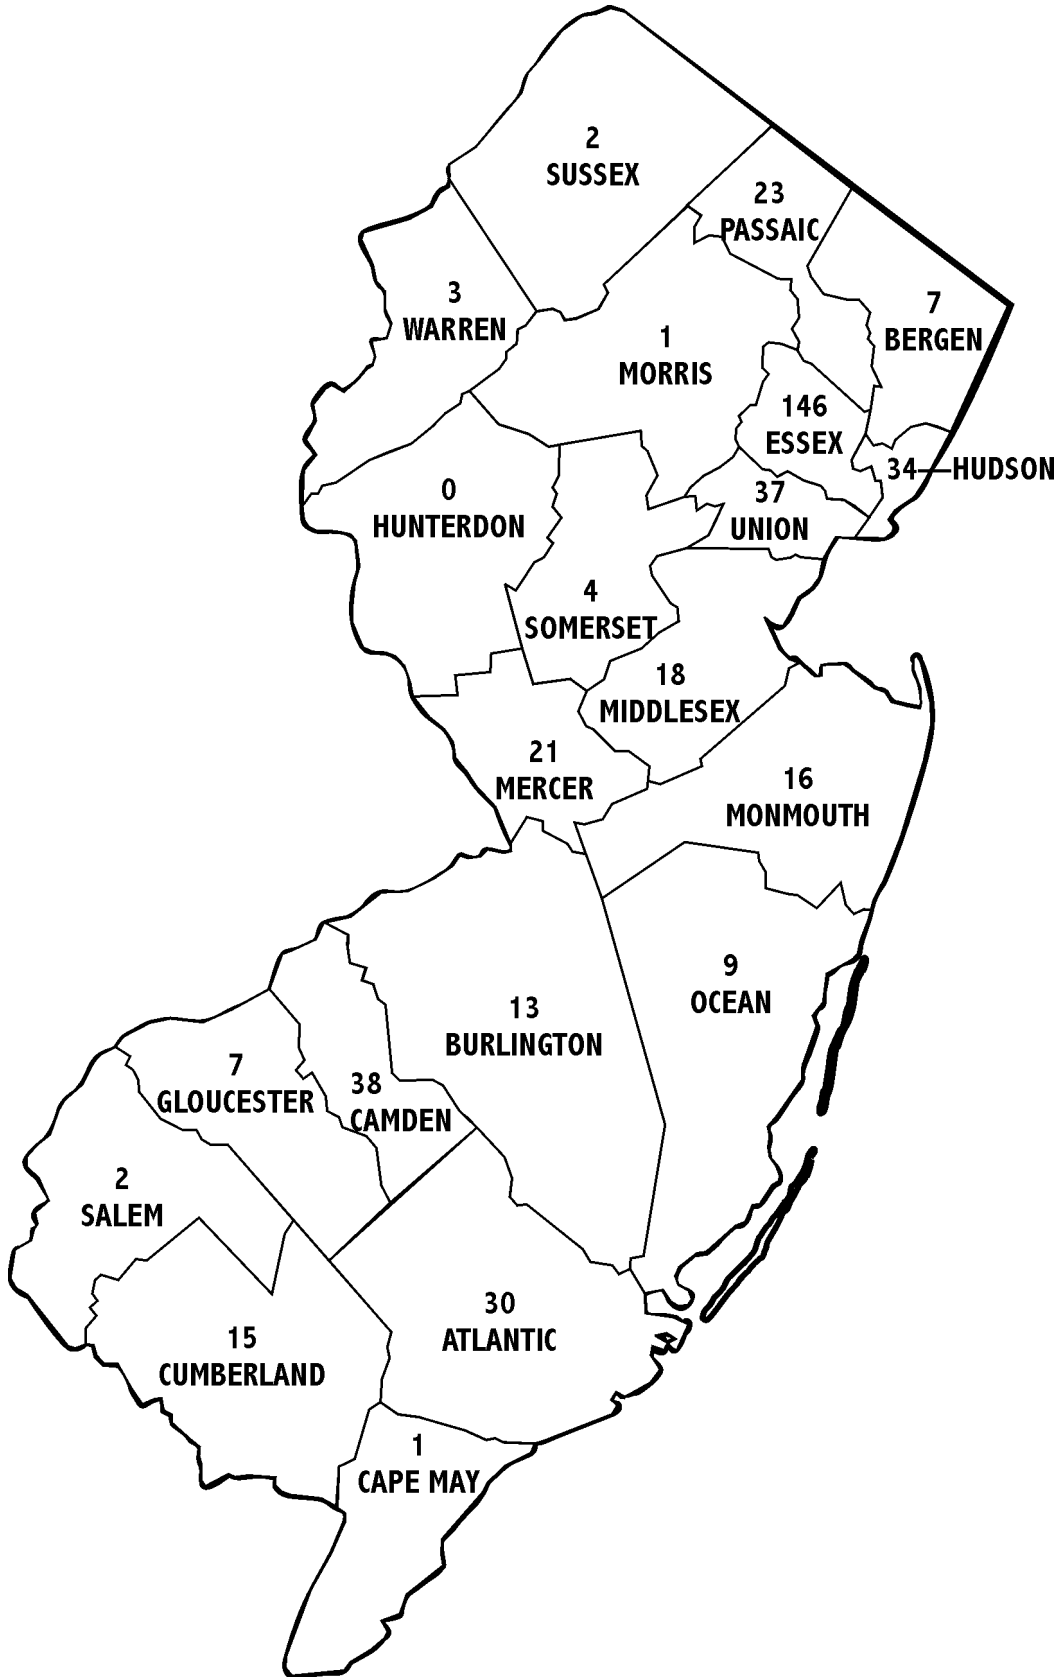 2
SUSSEX
23
PASSAIC
3
WARREN
7
BERGEN
1
MORRIS
146
ESSEX
34—HUDSON
0
HUNTERDON
37
UNION
4
SOMERSET
18
MIDDLESEX
21
MERCER
16
MONMOUTH
9
OCEAN
13
BURLINGTON
7
GLOUCESTER
38
CAMDEN
2
SALEM
30
ATLANTIC
15
CUMBERLAND
1
CAPE MAY